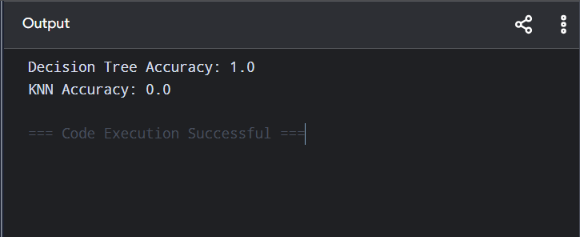 Output
Decision Tree Accuracy: 1.0
KNN Accuracy: 0.0
=== Code Execution Successful ===